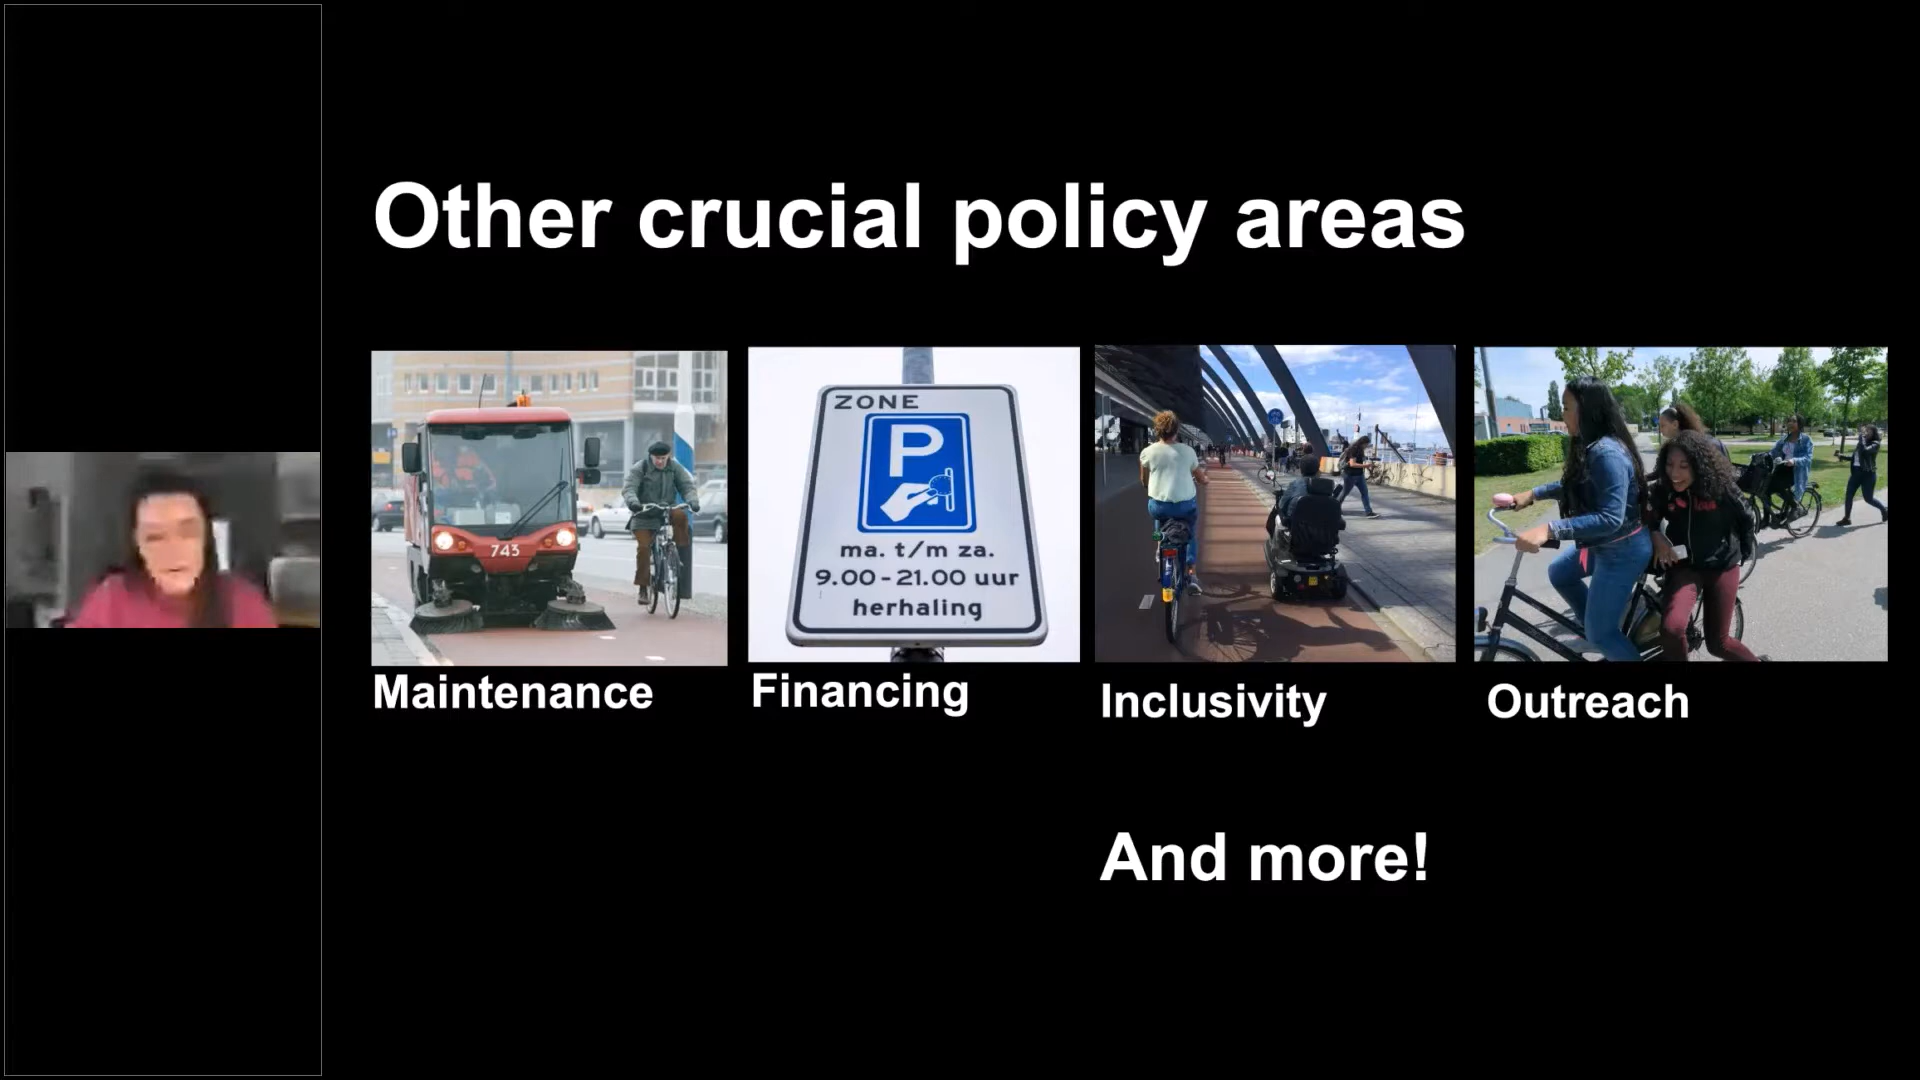 Other crucial policy areas
743
ZONE
P
ma. t/m za.
9.00-21.00 uur
herhaling
Maintenance
Financing
Inclusivity
Outreach
And more!